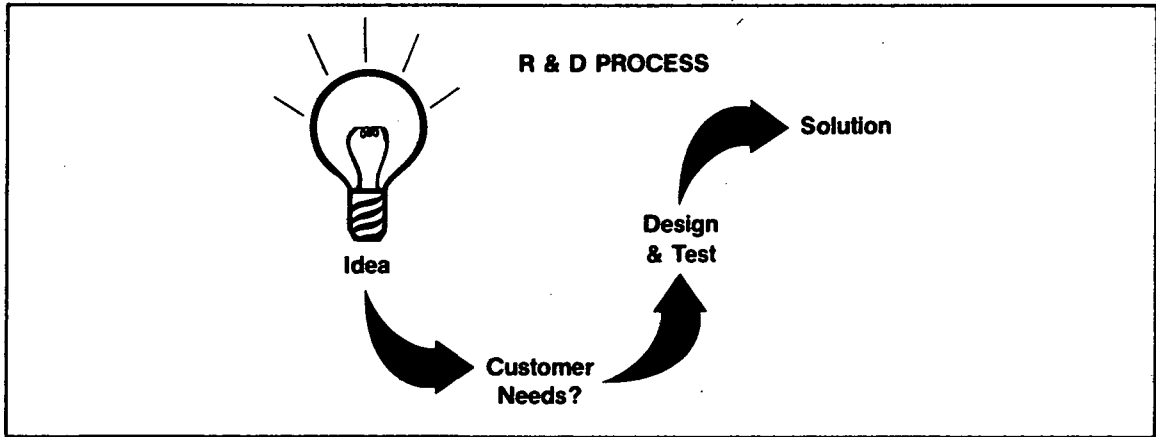 R & D PROCESS
Idea
Customer
Needs?
Design
& Test
Solution